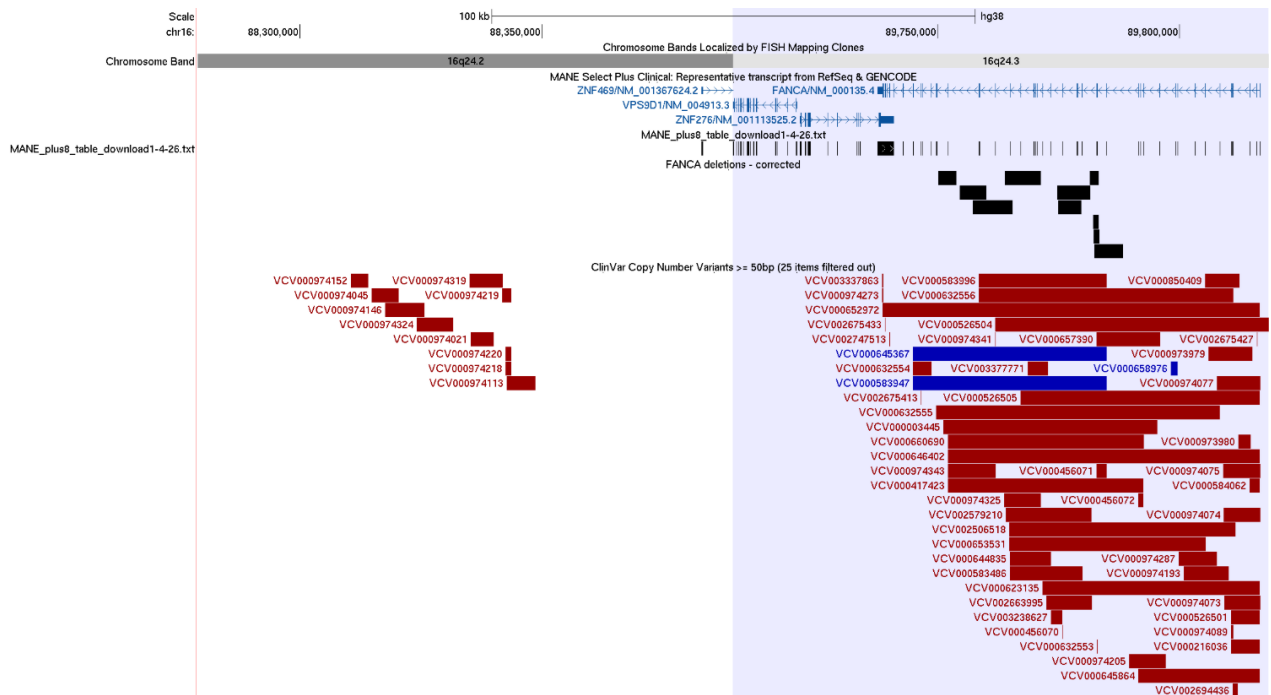 Scale 100 kb hg38
chr16: 88,300,000 88,350,000 89,750,000 89,800,000
Chromosome Bands Localized by FISH Mapping Clones
Chromosome Band 16q24.2 16q24.3
MANE Select Plus Clinical: Representative transcript from RefSeq & GENCODE
ZNF469/NM_001367624.2 FANCA/NM_000135.4
VPS9D1/NM_004913.3
ZNF276/NM_001113525.2
MANE_plus8_table_download1-4-26.txt
MANE_plus8_table_download1-4-26.txt
FANCA deletions - corrected
ClinVar Copy Number Variants >= 50bp (25 items filtered out)
VCV000974152 VCV000974319 VCV003337863 VCV000583996 VCV000850409
VCV000974045 VCV000974219 VCV000974273 VCV000632556
VCV000974146 VCV000652972
VCV000974324 VCV002675433 VCV000526504
VCV000974021 VCV002747513 VCV000974341 VCV000657390 VCV002675427
VCV000974220 VCV000645367 VCV000973979
VCV000974218 VCV000632554 VCV003377771 VCV000658976
VCV000974113 VCV000583947 VCV000974077
VCV002675413 VCV000526505
VCV000632555
VCV000003445
VCV000660690 VCV000973980
VCV000646402
VCV000974343 VCV000456071 VCV000974075
VCV000417423 VCV000584062
VCV000974325 VCV000456072
VCV002579210 VCV000974074
VCV002506518
VCV000653531
VCV000644835 VCV000974287
VCV000583486 VCV000974193
VCV000623135
VCV002663995 VCV000974073
VCV003238627 VCV000526501
VCV000456070 VCV000974089
VCV000632553 VCV000216036
VCV000974205
VCV000645864
VCV002694436